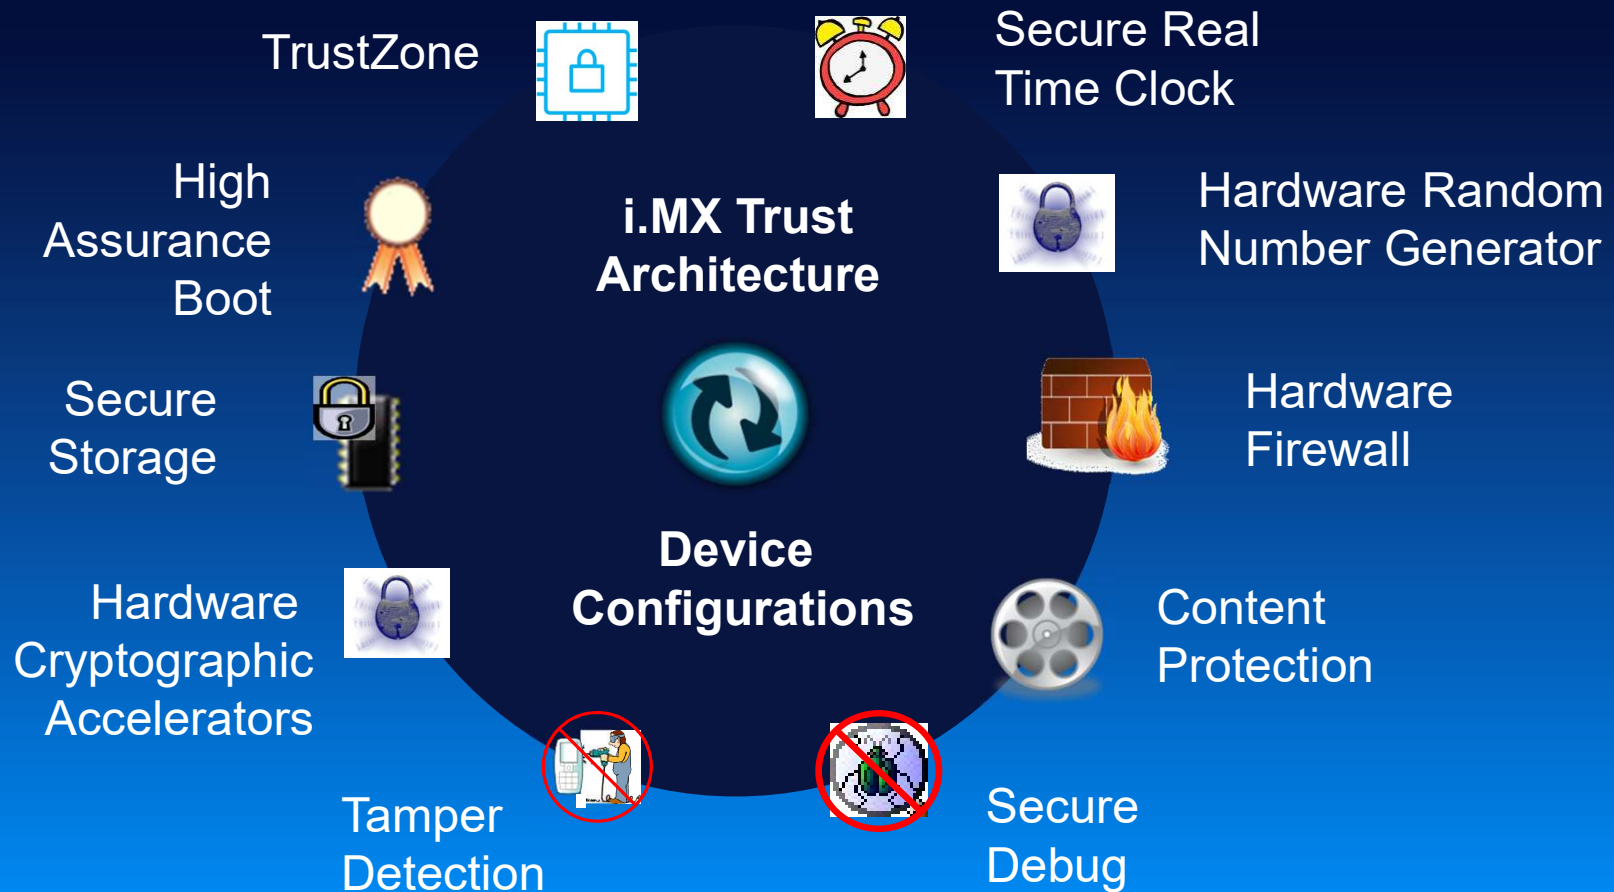 TrustZone
Secure Real
Time Clock
High
Assurance
Boot
i.MX Trust
Architecture
Hardware Random
Number Generator
Secure
Storage
Hardware
Firewall
Device
Configurations
Hardware
Cryptographic
Accelerators
Content
Protection
Tamper
Detection
Secure
Debug